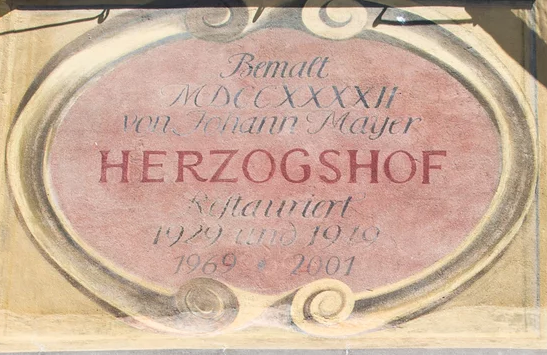 Bemalt
MDCCXXXXII
von Johann Mayer
HERZOGSHOF
Restauriert
1929 und 1949
1969 * 2001